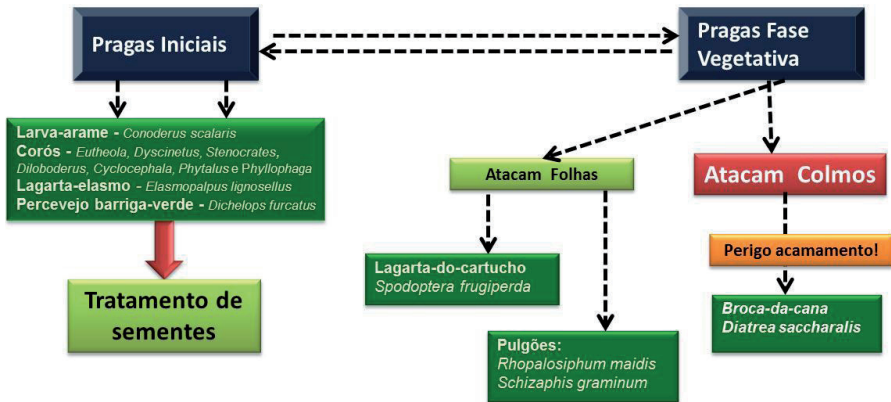 Pragas Iniciais
Larva-arame - Conoderus scalaris
Corós - Eutheola, Dyscinetus, Stenocrates,
Diloboderus, Cyclocephala, Phytalus e Phyllophaga
Lagarta-elasmo - Elasmopalpus lignosellus
Percevejo barriga-verde - Dichelops furcatus
Tratamento de
sementes
Pragas Fase
Vegetativa
Atacam Folhas
Lagarta-do-cartucho
Spodoptera frugiperda
Pulgões:
Rhopalosiphum maidis
Schizaphis graminum
Atacam Colmos
Perigo acamamento!
Broca-da-cana
Diatrea saccharalis